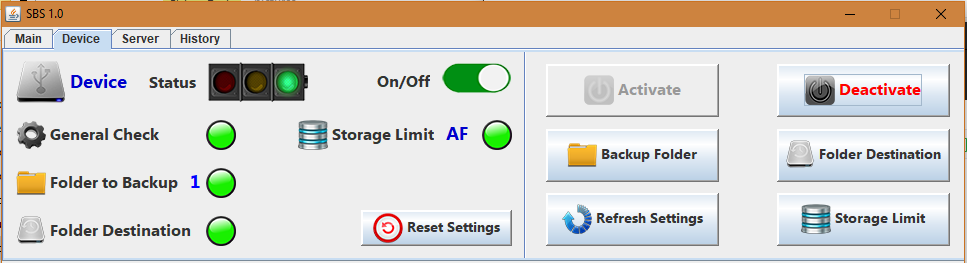 SBS 1.0
Main Device Server History
Device Status On/Off
Activate Deactivate
General Check Storage Limit AF
Backup Folder Folder Destination
Folder to Backup 1
Folder Destination Reset Settings
Refresh Settings Storage Limit